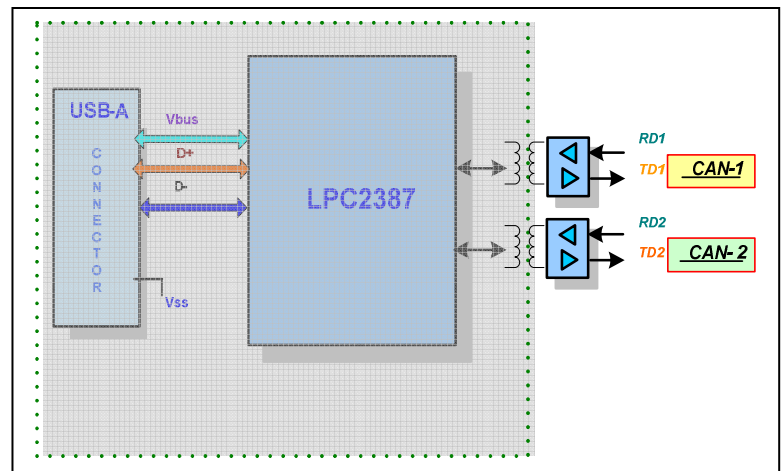 USB-A
CONNECTOR
Vbus
D+
D-
Vss
LPC2387
RD1
TD1
CAN-1
RD2
TD2
CAN- 2